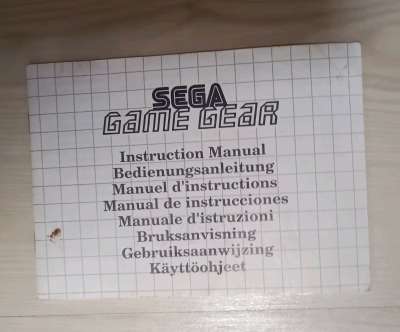 SEGA
GAME GEAR
Instruction Manual
Bedienungsanleitung
Manuel d'instructions
Manual de instrucciones
Manuale d'istruzioni
Bruksanvisning
Gebruiksaanwijzing
Käyttöohjeet